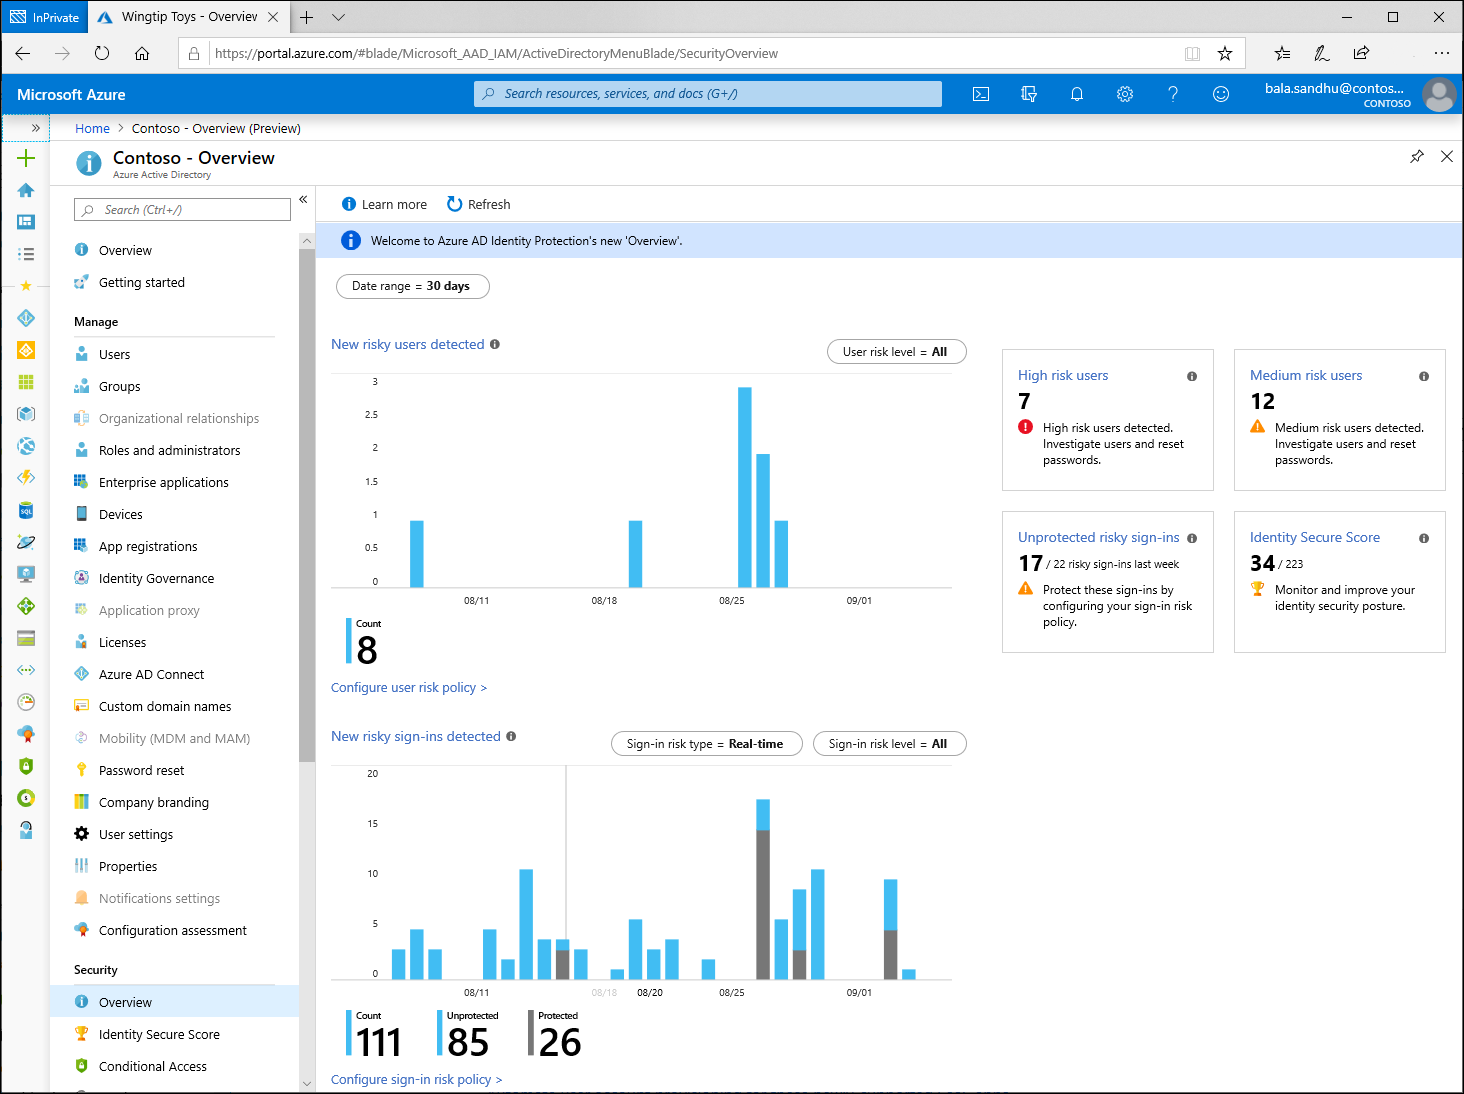 InPrivate
Wingtip Toys - Overview
https://portal.azure.com/#blade/Microsoft_AAD_IAM/ActiveDirectoryMenuBlade/SecurityOverview
Microsoft Azure
Search resources, services, and docs (G+/)
bala.sandhu@contos...
CONTOSO
Home > Contoso - Overview (Preview)
Contoso - Overview
Azure Active Directory
Search (Ctrl+/)
Overview
Getting started
Manage
Users
Groups
Organizational relationships
Roles and administrators
Enterprise applications
Devices
App registrations
Identity Governance
Application proxy
Licenses
Azure AD Connect
Custom domain names
Mobility (MDM and MAM)
Password reset
Company branding
User settings
Properties
Notifications settings
Configuration assessment
Security
Overview
Identity Secure Score
Conditional Access
SQL
Learn more
Refresh
Welcome to Azure AD Identity Protection's new 'Overview'.
Date range = 30 days
New risky users detected
User risk level = All
3
2.5
2
1.5
1
0.5
0
08/11
08/18
08/25
09/01
Count
8
Configure user risk policy >
New risky sign-ins detected
Sign-in risk type = Real-time
Sign-in risk level = All
20
15
10
5
0
08/11
08/18
08/20
08/25
09/01
Count
111
Unprotected
85
Protected
26
Configure sign-in risk policy >
High risk users
7
High risk users detected.
Investigate users and reset
passwords.
Medium risk users
12
Medium risk users detected.
Investigate users and reset
passwords.
Unprotected risky sign-ins
17 / 22 risky sign-ins last week
Protect these sign-ins by
configuring your sign-in risk
policy.
Identity Secure Score
34 / 223
Monitor and improve your
identity security posture.